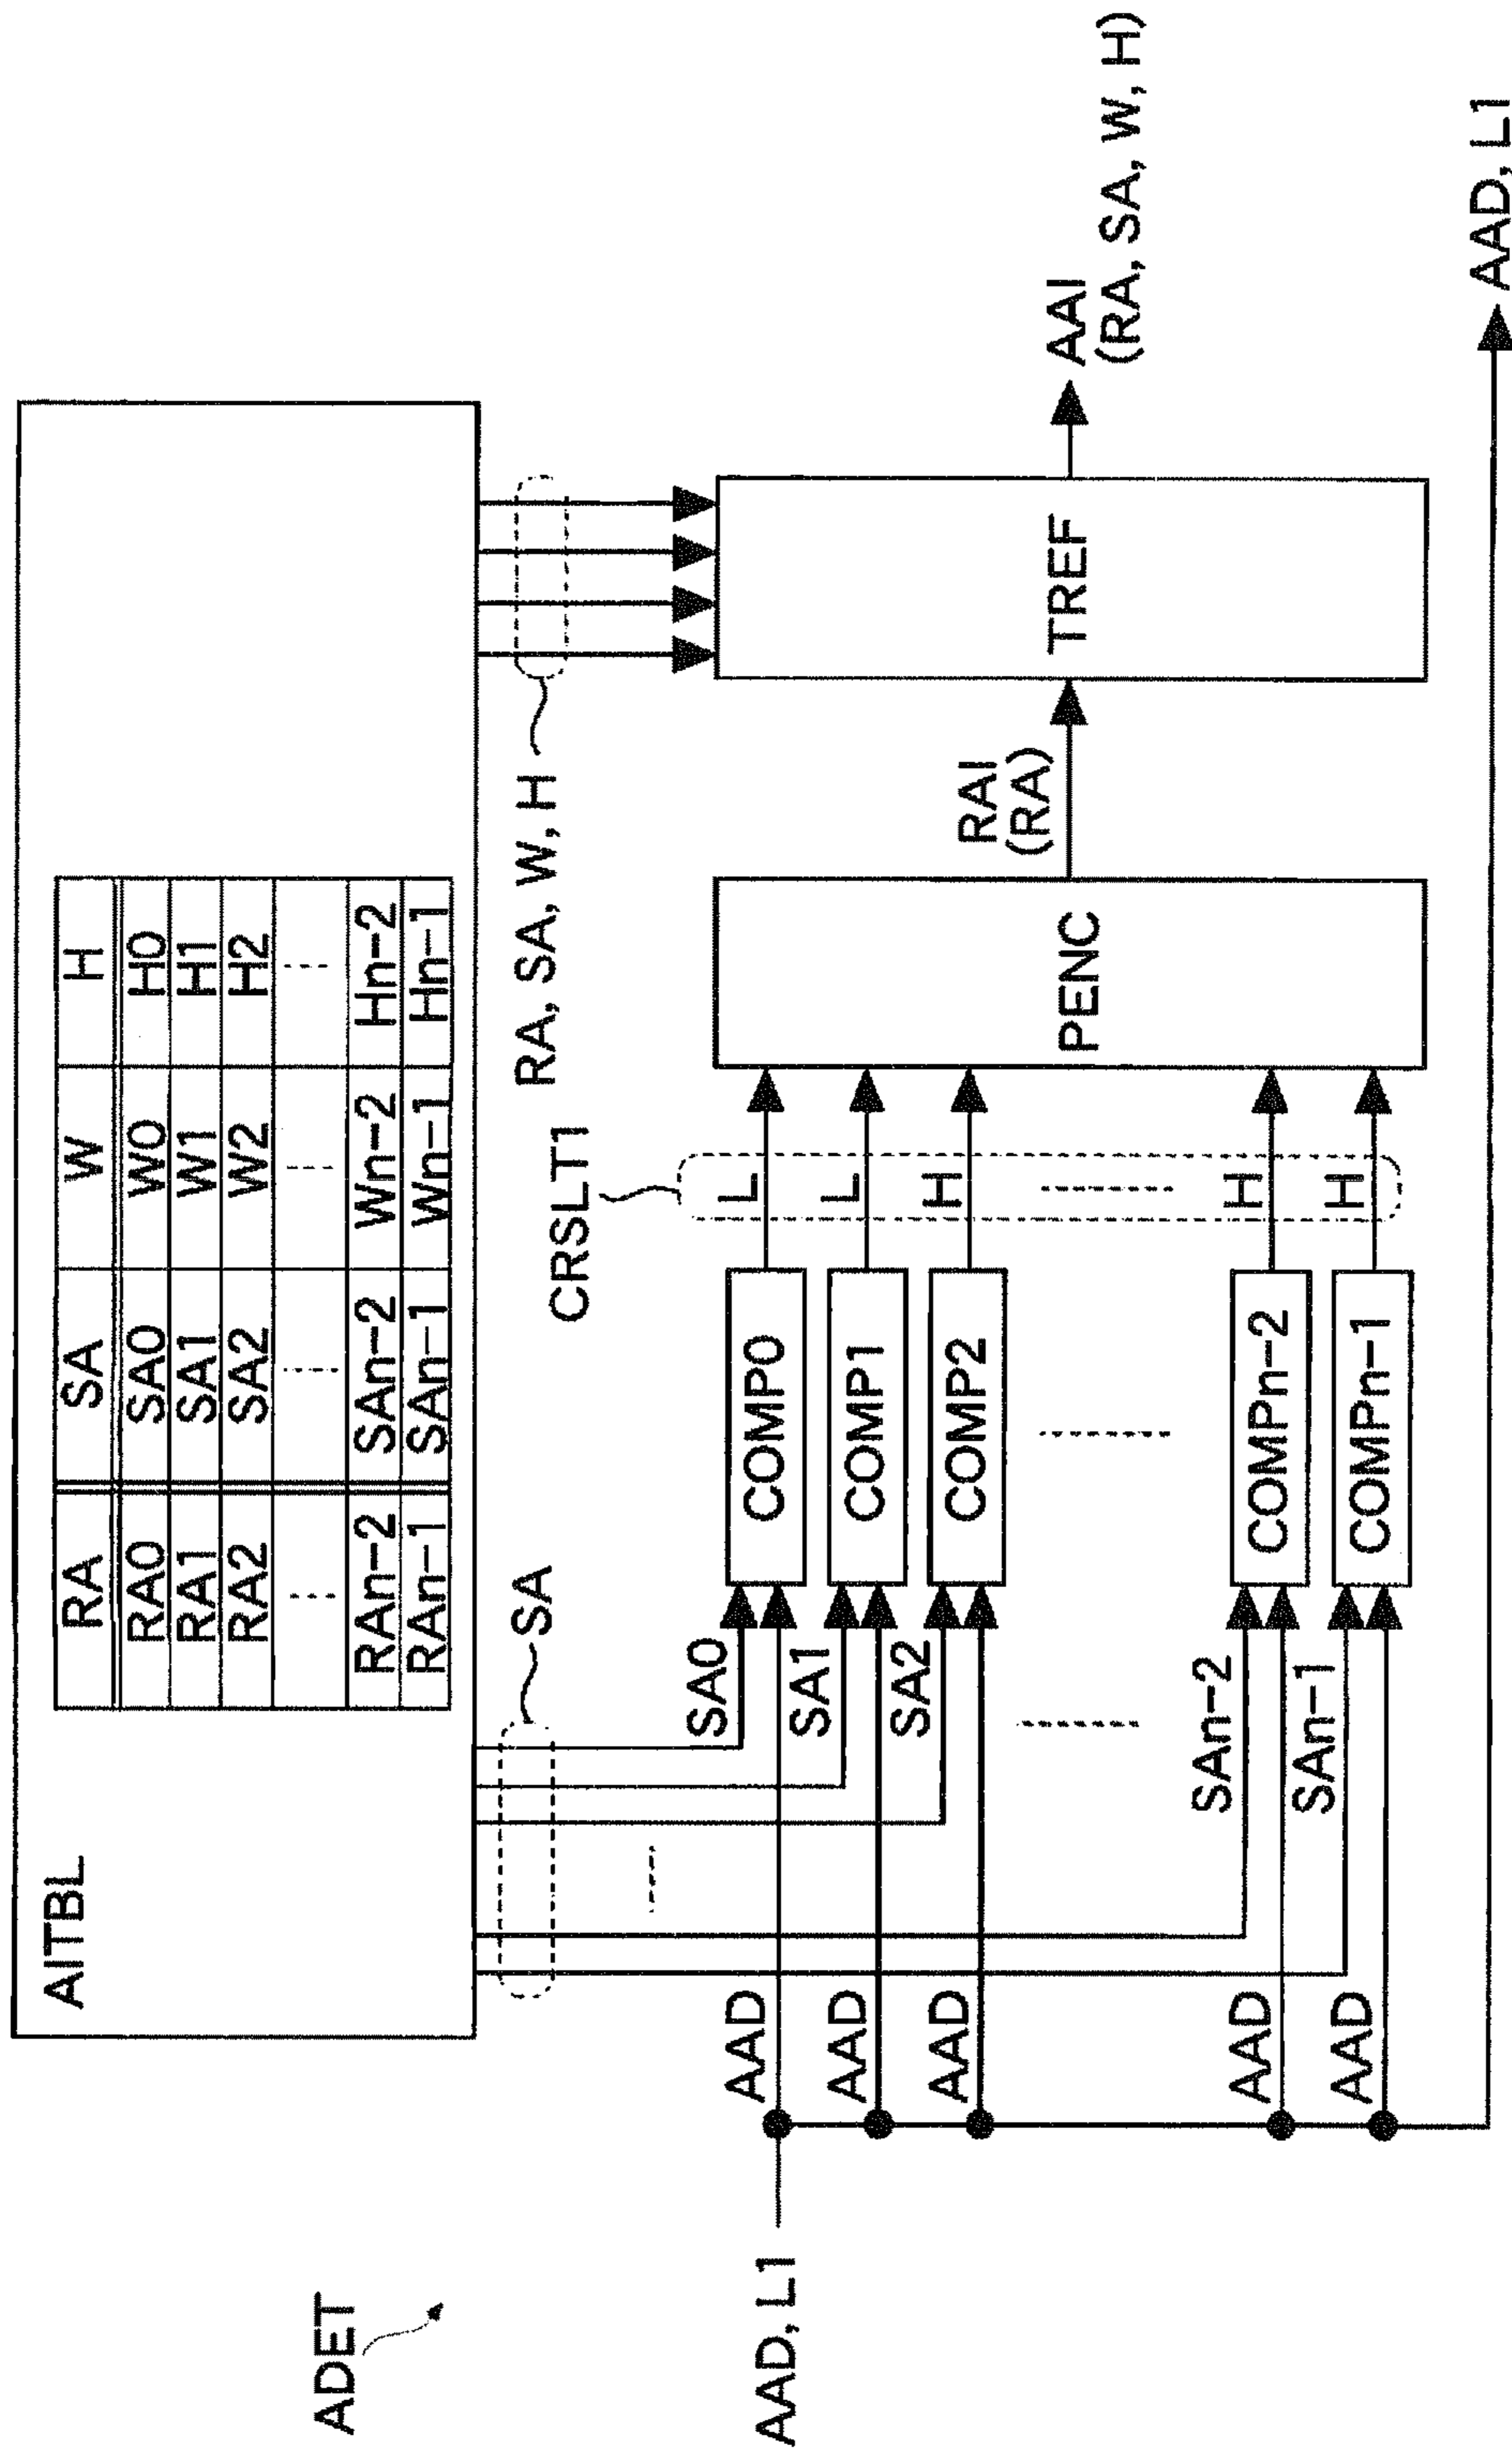 ADET
AITBL
RA SA W H
RA0 SA0 W0 H0
RA1 SA1 W1 H1
RA2 SA2 W2 H2
RAn-2 SAn-2 Wn-2 Hn-2
RAn-1 SAn-1 Wn-1 Hn-1
SA
RA, SA, W, H
CRSLT1
AAD, L1
AAD
SA0
COMP0
L
AAD
SA1
COMP1
L
AAD
SA2
COMP2
H
AAD
SAn-2
COMPn-2
H
AAD
SAn-1
COMPn-1
H
PENC
RAI
(RA)
TREF
AAI
(RA, SA, W, H)
AAD, L1